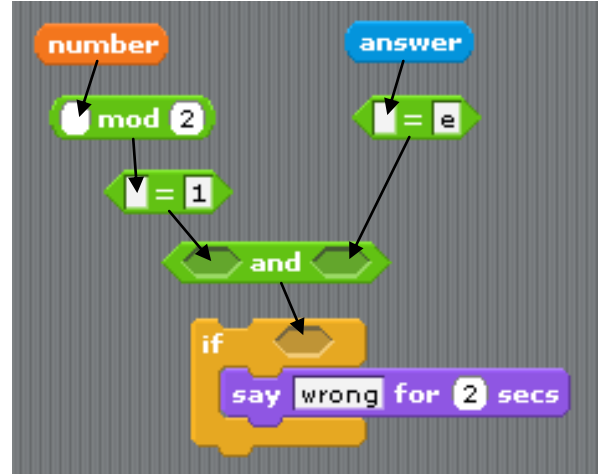 number
answer
mod 2
= e
= 1
and
if
say wrong for 2 secs